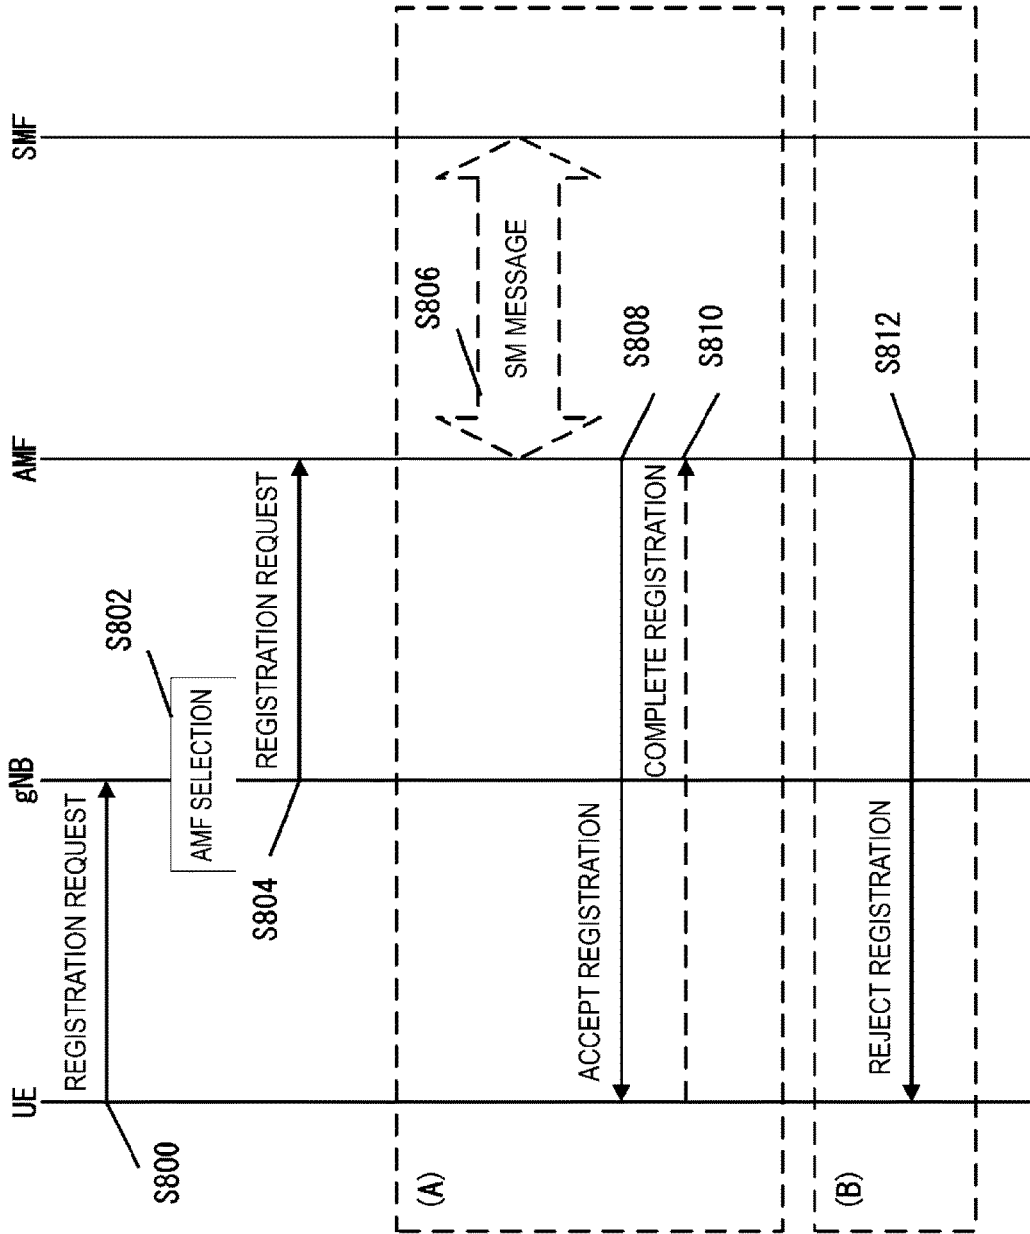 UE
gNB
AMF
SMF
REGISTRATION REQUEST
S800
AMF SELECTION
S802
REGISTRATION REQUEST
S804
(A)
SM MESSAGE
S806
ACCEPT REGISTRATION
S808
COMPLETE REGISTRATION
S810
(B)
REJECT REGISTRATION
S812